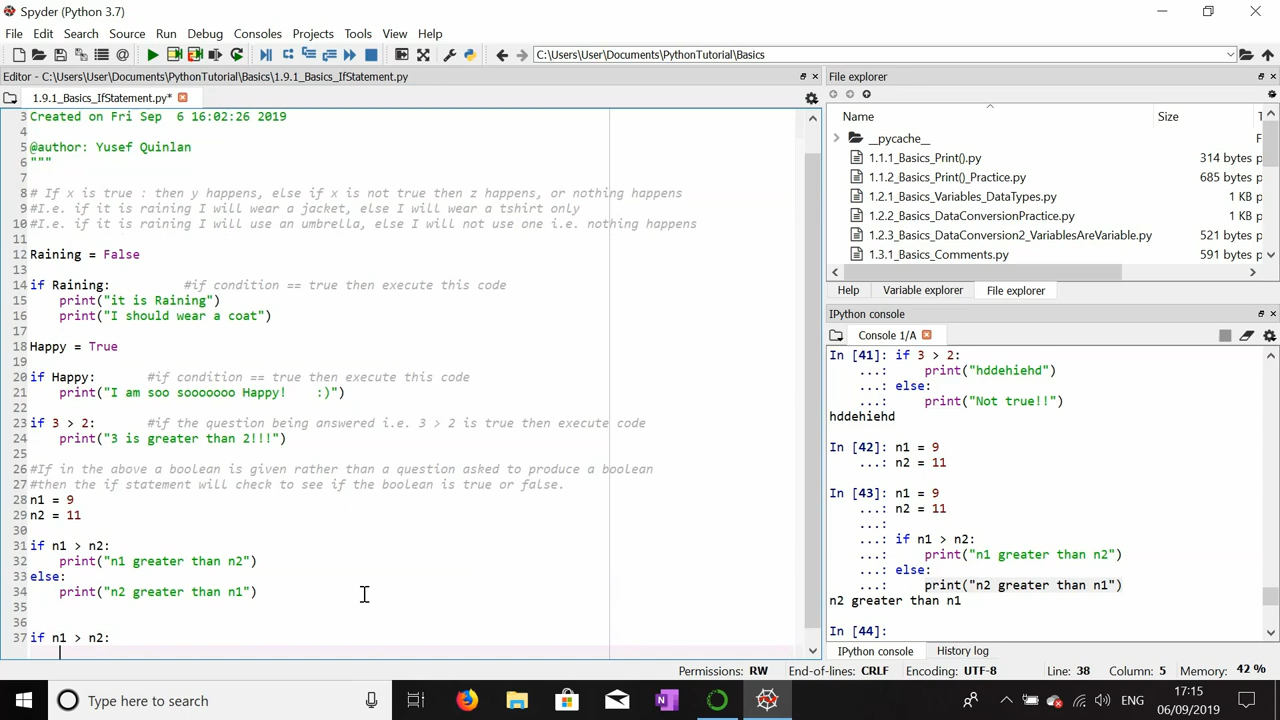 Spyder (Python 3.7)
File Edit Search Source Run Debug Consoles Projects Tools View Help
C:\Users\User\Documents\PythonTutorial\Basics
Editor - C:\Users\User\Documents\PythonTutorial\Basics\1.9.1_Basics_IfStatement.py
1.9.1_Basics_IfStatement.py*
3 Created on Fri Sep  6 16:02:26 2019
4
5 @author: Yusef Quinlan
6 """
7
8 # If x is true : then y happens, else if x is not true then z happens, or nothing happens
9 #I.e. if it is raining I will wear a jacket, else I will wear a tshirt only
10 #I.e. if it is raining I will use an umbrella, else I will not use one i.e. nothing happens
11
12 Raining = False
13
14 if Raining:          #if condition == true then execute this code
15     print("it is Raining")
16     print("I should wear a coat")
17
18 Happy = True
19
20 if Happy:       #if condition == true then execute this code
21     print("I am soo sooooooo Happy!    :)")
22
23 if 3 > 2:       #if the question being answered i.e. 3 > 2 is true then execute code
24     print("3 is greater than 2!!!")
25
26 #If in the above a boolean is given rather than a question asked to produce a boolean
27 #then the if statement will check to see if the boolean is true or false.
28 n1 = 9
29 n2 = 11
30
31 if n1 > n2:
32     print("n1 greater than n2")
33 else:
34     print("n2 greater than n1")
35
36
37 if n1 > n2:
File explorer
Name Size
__pycache__
1.1.1_Basics_Print().py 314 bytes
1.1.2_Basics_Print()_Practice.py 685 bytes
1.2.1_Basics_Variables_DataTypes.py 1 KB
1.2.2_Basics_DataConversionPractice.py 1 KB
1.2.3_Basics_DataConversion2_VariablesAreVariable.py 521 bytes
1.3.1_Basics_Comments.py 591 bytes
Help Variable explorer File explorer
IPython console
Console 1/A
In [41]: if 3 > 2:
...:     print("hddehiehd")
...: else:
...:     print("Not true!!")
hddehiehd
In [42]: n1 = 9
...: n2 = 11
In [43]: n1 = 9
...: n2 = 11
...:
...: if n1 > n2:
...:     print("n1 greater than n2")
...: else:
...:     print("n2 greater than n1")
n2 greater than n1
In [44]:
IPython console History log
Permissions: RW End-of-lines: CRLF Encoding: UTF-8 Line: 38 Column: 5 Memory: 42 %
Type here to search
ENG
17:15
06/09/2019